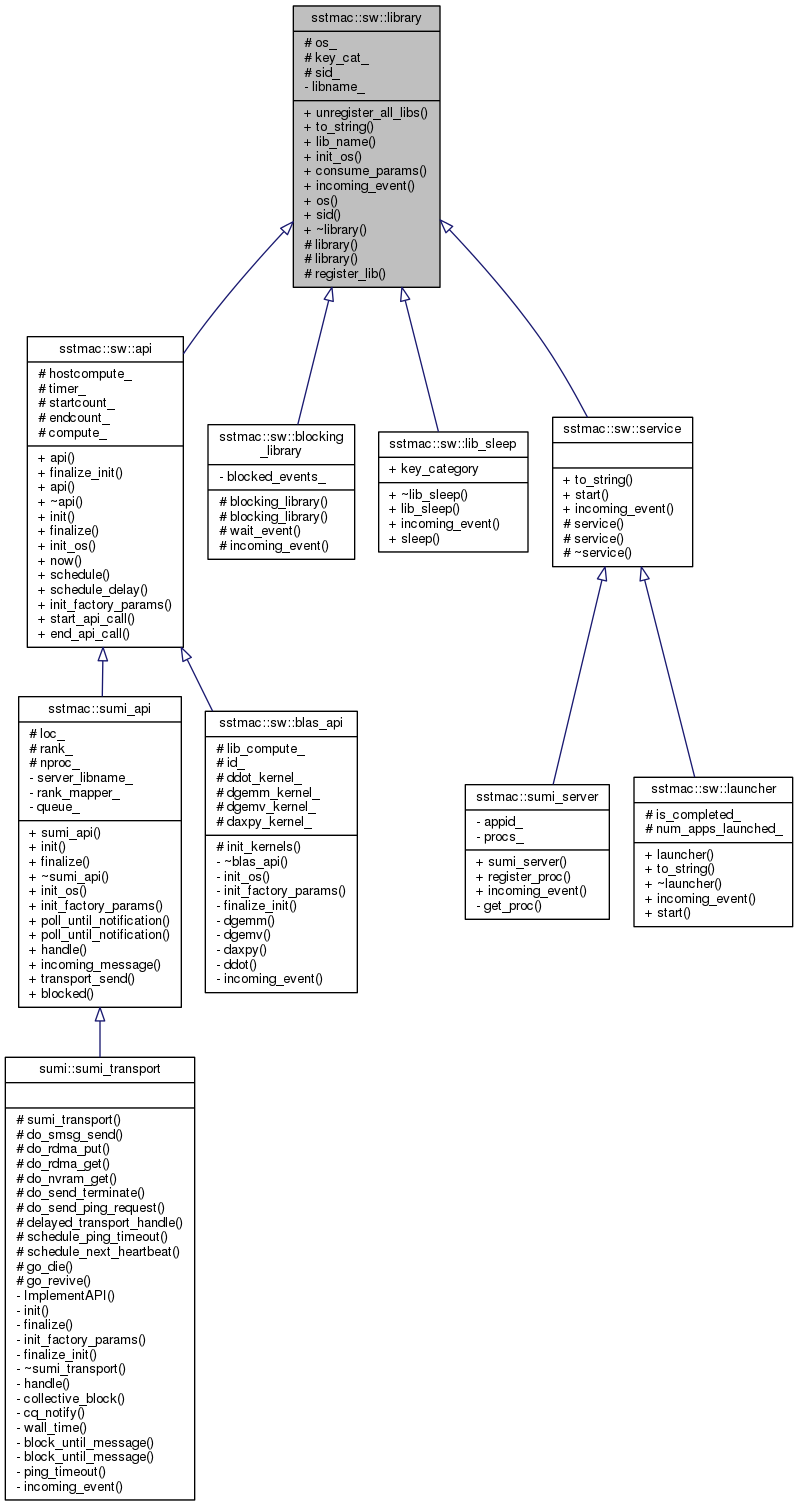 sstmac::sw::library
# os_
# key_cat_
# sid_
- libname_
+ unregister_all_libs()
+ to_string()
+ lib_name()
+ init_os()
+ consume_params()
+ incoming_event()
+ os()
+ sid()
+ ~library()
# library()
# library()
# register_lib()
sstmac::sw::api
# hostcompute_
# timer_
# startcount_
# endcount_
# compute_
+ api()
+ finalize_init()
+ api()
+ ~api()
+ init()
+ finalize()
+ init_os()
+ now()
+ schedule()
+ schedule_delay()
+ init_factory_params()
+ start_api_call()
+ end_api_call()
sstmac::sw::blocking
_library
- blocked_events_
# blocking_library()
# blocking_library()
# wait_event()
# incoming_event()
sstmac::sw::lib_sleep
+ key_category
+ ~lib_sleep()
+ lib_sleep()
+ incoming_event()
+ sleep()
sstmac::sw::service
+ to_string()
+ start()
+ incoming_event()
# service()
# service()
# ~service()
sstmac::sumi_api
# loc_
# rank_
# nproc_
- server_libname_
- rank_mapper_
- queue_
+ sumi_api()
+ init()
+ finalize()
+ ~sumi_api()
+ init_os()
+ init_factory_params()
+ poll_until_notification()
+ poll_until_notification()
+ handle()
+ incoming_message()
+ transport_send()
+ blocked()
sstmac::sw::blas_api
# lib_compute_
# id_
# ddot_kernel_
# dgemm_kernel_
# dgemv_kernel_
# daxpy_kernel_
# init_kernels()
- ~blas_api()
- init_os()
- init_factory_params()
- finalize_init()
- dgemm()
- dgemv()
- daxpy()
- ddot()
- incoming_event()
sstmac::sumi_server
- appid_
- procs_
+ sumi_server()
+ register_proc()
+ incoming_event()
- get_proc()
sstmac::sw::launcher
# is_completed_
# num_apps_launched_
+ launcher()
+ to_string()
+ ~launcher()
+ incoming_event()
+ start()
sumi::sumi_transport
# sumi_transport()
# do_smsg_send()
# do_rdma_put()
# do_rdma_get()
# do_nvram_get()
# do_send_terminate()
# do_send_ping_request()
# delayed_transport_handle()
# schedule_ping_timeout()
# schedule_next_heartbeat()
# go_die()
# go_revive()
- ImplementAPI()
- init()
- finalize()
- init_factory_params()
- finalize_init()
- ~sumi_transport()
- handle()
- collective_block()
- cq_notify()
- wall_time()
- block_until_message()
- block_until_message()
- ping_timeout()
- incoming_event()